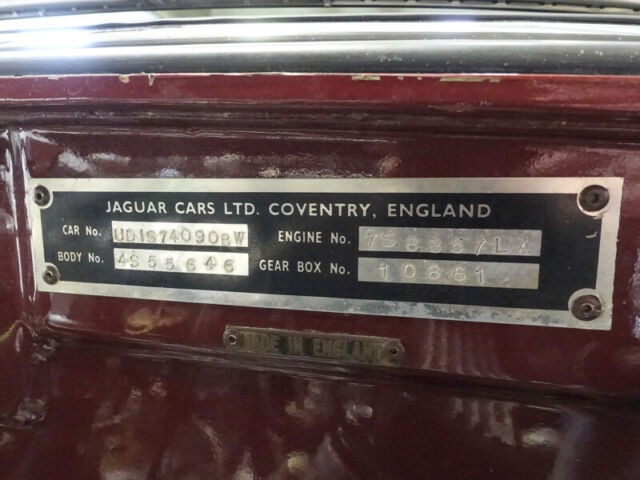 JAGUAR CARS LTD. COVENTRY, ENGLAND
CAR No. UD1S74090BW ENGINE No. 7S8357LA
BODY No. 4S55646 GEAR BOX No. 10861
MADE IN ENGLAND